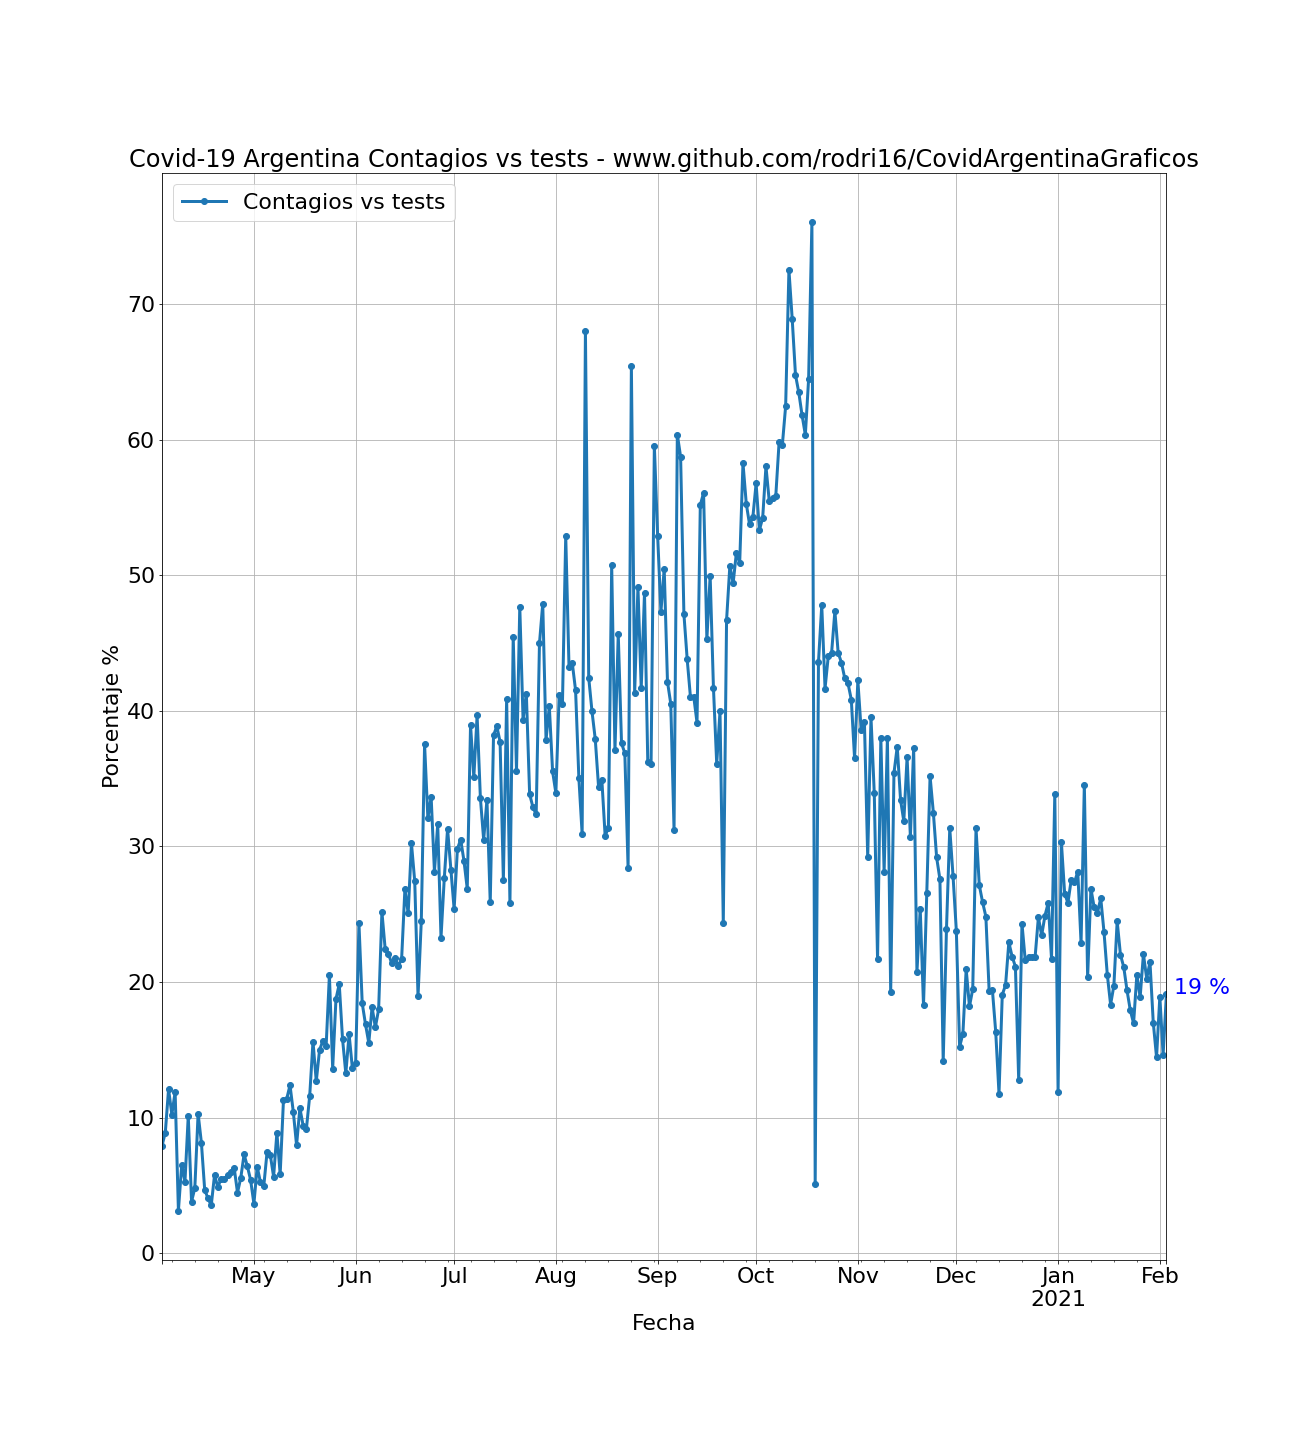 Covid-19 Argentina Contagios vs tests - www.github.com/rodri16/CovidArgentinaGraficos
Contagios vs tests
70
60
50
40
30
20
10
0
Porcentaje %
19 %
May Jun Jul Aug Sep Oct Nov Dec Jan Feb
2021
Fecha